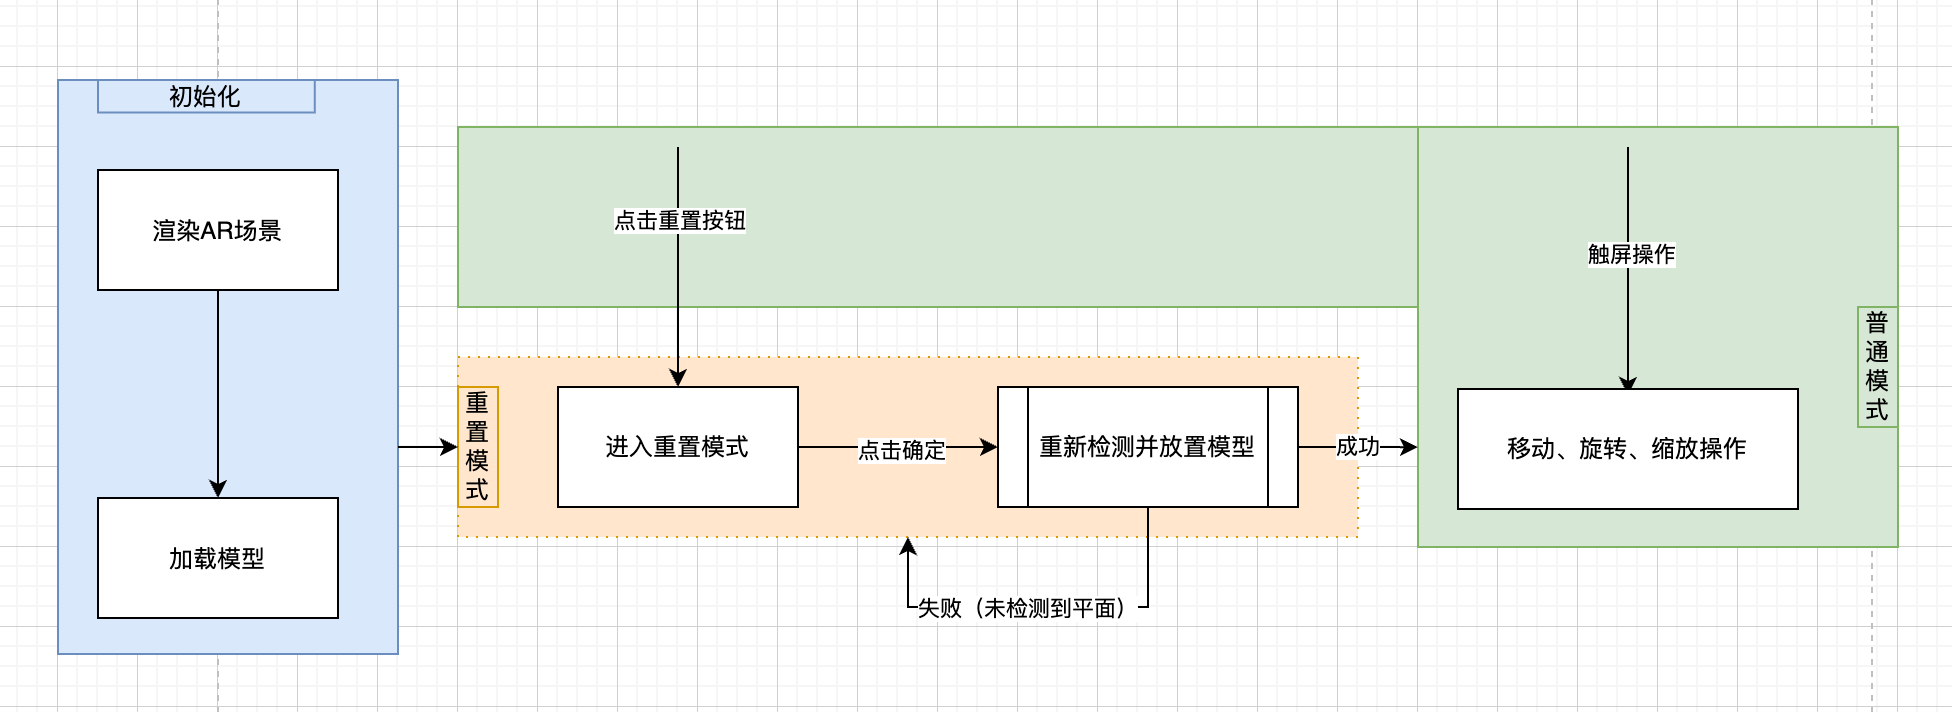 初始化
渲染AR场景
加载模型
点击重置按钮
重
置
模
式
进入重置模式
点击确定
重新检测并放置模型
成功
失败（未检测到平面）
触屏操作
移动、旋转、缩放操作
普
通
模
式